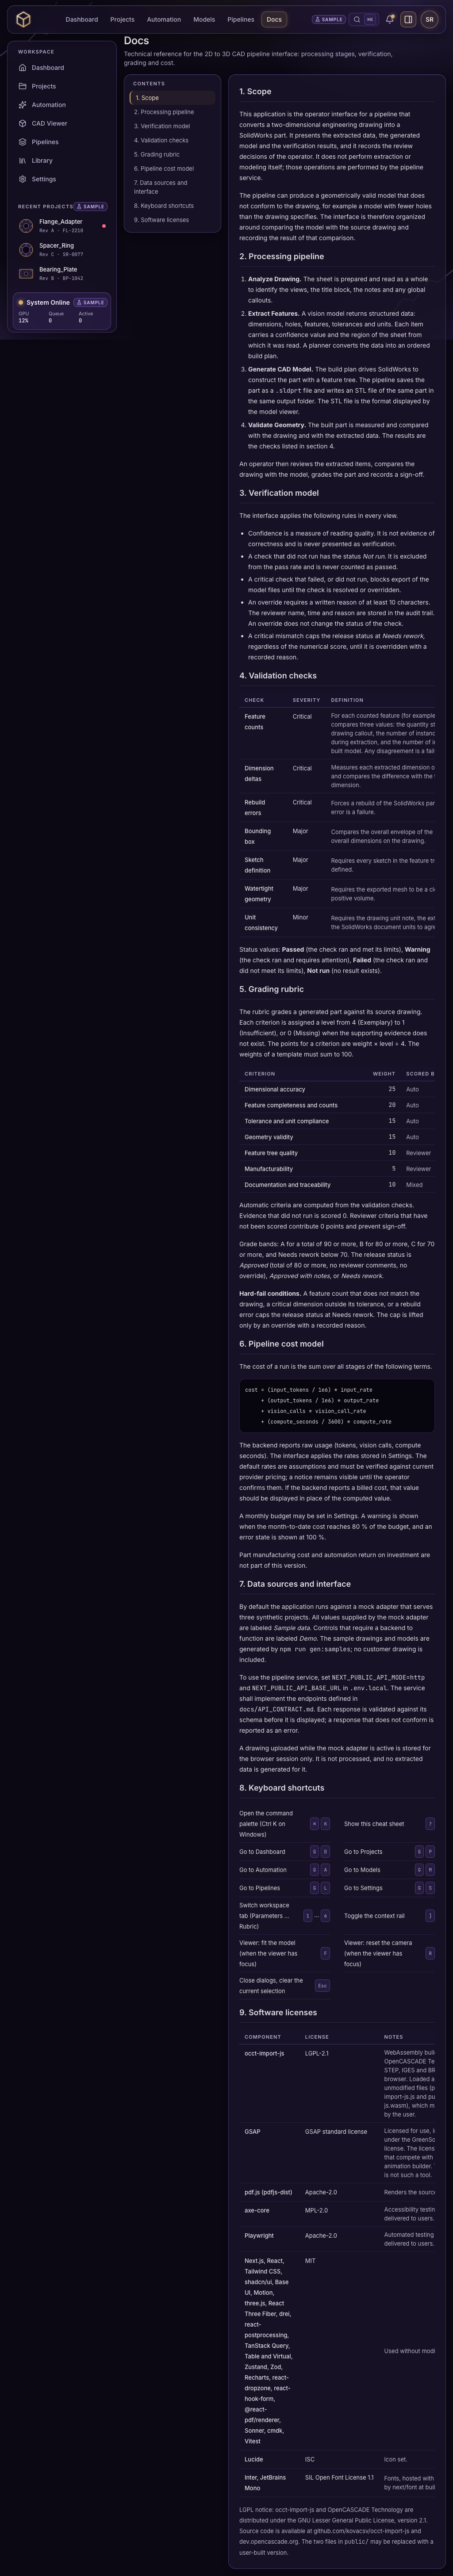 Dashboard Projects Automation Models Pipelines Docs SAMPLE ⌘K SR
WORKSPACE
Dashboard
Projects
Automation
CAD Viewer
Pipelines
Library
Settings
RECENT PROJECTS SAMPLE
Flange_Adapter
Rev A · FL-2210
Spacer_Ring
Rev C · SR-0077
Bearing_Plate
Rev B · BP-1042
System Online SAMPLE
GPU Queue Active
12% 0 0
Docs
Technical reference for the 2D to 3D CAD pipeline interface: processing stages, verification,
grading and cost.
CONTENTS
1. Scope
2. Processing pipeline
3. Verification model
4. Validation checks
5. Grading rubric
6. Pipeline cost model
7. Data sources and
interface
8. Keyboard shortcuts
9. Software licenses
1. Scope
This application is the operator interface for a pipeline that
converts a two-dimensional engineering drawing into a
SolidWorks part. It presents the extracted data, the generated
model and the verification results, and it records the review
decisions of the operator. It does not perform extraction or
modeling itself; those operations are performed by the pipeline
service.
The pipeline can produce a geometrically valid model that does
not conform to the drawing, for example a model with fewer holes
than the drawing specifies. The interface is therefore organized
around comparing the model with the source drawing and
recording the result of that comparison.
2. Processing pipeline
1. Analyze Drawing. The sheet is prepared and read as a whole
to identify the views, the title block, the notes and any global
callouts.
2. Extract Features. A vision model returns structured data:
dimensions, holes, features, tolerances and units. Each item
carries a confidence value and the region of the sheet from
which it was read. A planner converts the data into an ordered
build plan.
3. Generate CAD Model. The build plan drives SolidWorks to
construct the part with a feature tree. The pipeline saves the
part as a .sldprt file and writes an STL file of the same part in
the same output folder. The STL file is the format displayed by
the model viewer.
4. Validate Geometry. The built part is measured and compared
with the drawing and with the extracted data. The results are
the checks listed in section 4.
An operator then reviews the extracted items, compares the
drawing with the model, grades the part and records a sign-off.
3. Verification model
The interface applies the following rules in every view.
• Confidence is a measure of reading quality. It is not evidence of
correctness and is never presented as verification.
• A check that did not run has the status Not run. It is excluded
from the pass rate and is never counted as passed.
• A critical check that failed, or did not run, blocks export of the
model files until the check is resolved or overridden.
• An override requires a written reason of at least 10 characters.
The reviewer name, time and reason are stored in the audit trail.
An override does not change the status of the check.
• A critical mismatch caps the release status at Needs rework,
regardless of the numerical score, until it is overridden with a
recorded reason.
4. Validation checks
CHECK SEVERITY DEFINITION
Feature counts Critical For each counted feature (for example
compares three values: the quantity st
drawing callout, the number of instanc
during extraction, and the number of i
built model. Any disagreement is a fail
Dimension deltas Critical Measures each extracted dimension o
and compares the difference with the
dimension.
Rebuild errors Critical Forces a rebuild of the SolidWorks par
error is a failure.
Bounding box Major Compares the overall envelope of the
overall dimensions on the drawing.
Sketch definition Major Requires every sketch in the feature tr
defined.
Watertight geometry Major Requires the exported mesh to be a cl
positive volume.
Unit consistency Minor Requires the drawing unit note, the ext
the SolidWorks document units to agre
Status values: Passed (the check ran and met its limits), Warning
(the check ran and requires attention), Failed (the check ran and
did not meet its limits), Not run (no result exists).
5. Grading rubric
The rubric grades a generated part against its source drawing.
Each criterion is assigned a level from 4 (Exemplary) to 1
(Insufficient), or 0 (Missing) when the supporting evidence does
not exist. The points for a criterion are weight × level ÷ 4. The
weights of a template must sum to 100.
CRITERION WEIGHT SCORED B
Dimensional accuracy 25 Auto
Feature completeness and counts 20 Auto
Tolerance and unit compliance 15 Auto
Geometry validity 15 Auto
Feature tree quality 10 Reviewer
Manufacturability 5 Reviewer
Documentation and traceability 10 Mixed
Automatic criteria are computed from the validation checks.
Evidence that did not run is scored 0. Reviewer criteria that have
not been scored contribute 0 points and prevent sign-off.
Grade bands: A for a total of 90 or more, B for 80 or more, C for 70
or more, and Needs rework below 70. The release status is
Approved (total of 80 or more, no reviewer comments, no
override), Approved with notes, or Needs rework.
Hard-fail conditions. A feature count that does not match the
drawing, a critical dimension outside its tolerance, or a rebuild
error caps the release status at Needs rework. The cap is lifted
only by an override with a recorded reason.
6. Pipeline cost model
The cost of a run is the sum over all stages of the following terms.
cost = (input_tokens / 1e6) * input_rate
+ (output_tokens / 1e6) * output_rate
+ vision_calls * vision_call_rate
+ (compute_seconds / 3600) * compute_rate
The backend reports raw usage (tokens, vision calls, compute
seconds). The interface applies the rates stored in Settings. The
default rates are assumptions and must be verified against current
provider pricing; a notice remains visible until the operator
confirms them. If the backend reports a billed cost, that value
should be displayed in place of the computed value.
A monthly budget may be set in Settings. A warning is shown
when the month-to-date cost reaches 80 % of the budget, and an
error state is shown at 100 %.
Part manufacturing cost and automation return on investment are
not part of this version.
7. Data sources and interface
By default the application runs against a mock adapter that serves
three synthetic projects. All values supplied by the mock adapter
are labeled Sample data. Controls that require a backend to
function are labeled Demo. The sample drawings and models are
generated by npm run gen:samples; no customer drawing is
included.
To use the pipeline service, set NEXT_PUBLIC_API_MODE=http
and NEXT_PUBLIC_API_BASE_URL in .env.local. The service
shall implement the endpoints defined in
docs/API_CONTRACT.md. Each response is validated against its
schema before it is displayed; a response that does not conform is
reported as an error.
A drawing uploaded while the mock adapter is active is stored for
the browser session only. It is not processed, and no extracted
data is generated for it.
8. Keyboard shortcuts
Open the command palette (Ctrl K on Windows) ⌘ K Show this cheat sheet ?
Go to Dashboard G D Go to Projects G P
Go to Automation G A Go to Models G M
Go to Pipelines G L Go to Settings G S
Switch workspace tab (Parameters … Rubric) 1 – 6 Toggle the context rail ]
Viewer: fit the model (when the viewer has focus) F Viewer: reset the camera (when the viewer has focus) R
Close dialogs, clear the current selection Esc
9. Software licenses
COMPONENT LICENSE NOTES
occt-import-js LGPL-2.1 WebAssembly buil
OpenCASCADE Te
STEP, IGES and BR
browser. Loaded a
unmodified files (p
import-js.js and pu
js.wasm), which m
by the user.
GSAP GSAP standard license Licensed for use, i
under the GreenSo
license. The licens
that compete with
animation builder.
is not such a tool.
pdf.js (pdfjs-dist) Apache-2.0 Renders the sourc
axe-core MPL-2.0 Accessibility testin
delivered to users.
Playwright Apache-2.0 Automated testing
delivered to users.
Next.js, React, MIT
Tailwind CSS,
shadcn/ui, Base
UI, Motion,
three.js, React
Three Fiber, drei,
react-
postprocessing,
TanStack Query,
Table and Virtual, Used without modi
Zustand, Zod,
Recharts, react-
dropzone, react-
hook-form,
@react-
pdf/renderer,
Sonner, cmdk,
Vitest
Lucide ISC Icon set.
Inter, JetBrains Mono SIL Open Font License 1.1 Fonts, hosted with
by next/font at buil
LGPL notice: occt-import-js and OpenCASCADE Technology are
distributed under the GNU Lesser General Public License, version 2.1.
Source code is available at github.com/kovacsv/occt-import-js and
dev.opencascade.org. The two files in public/ may be replaced with a
user-built version.